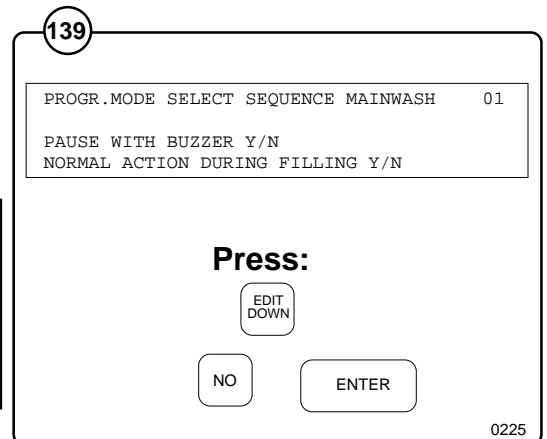 139
PROGR.MODE SELECT SEQUENCE MAINWASH 01
PAUSE WITH BUZZER Y/N
NORMAL ACTION DURING FILLING Y/N
Press:
EDIT
DOWN
NO ENTER
0225